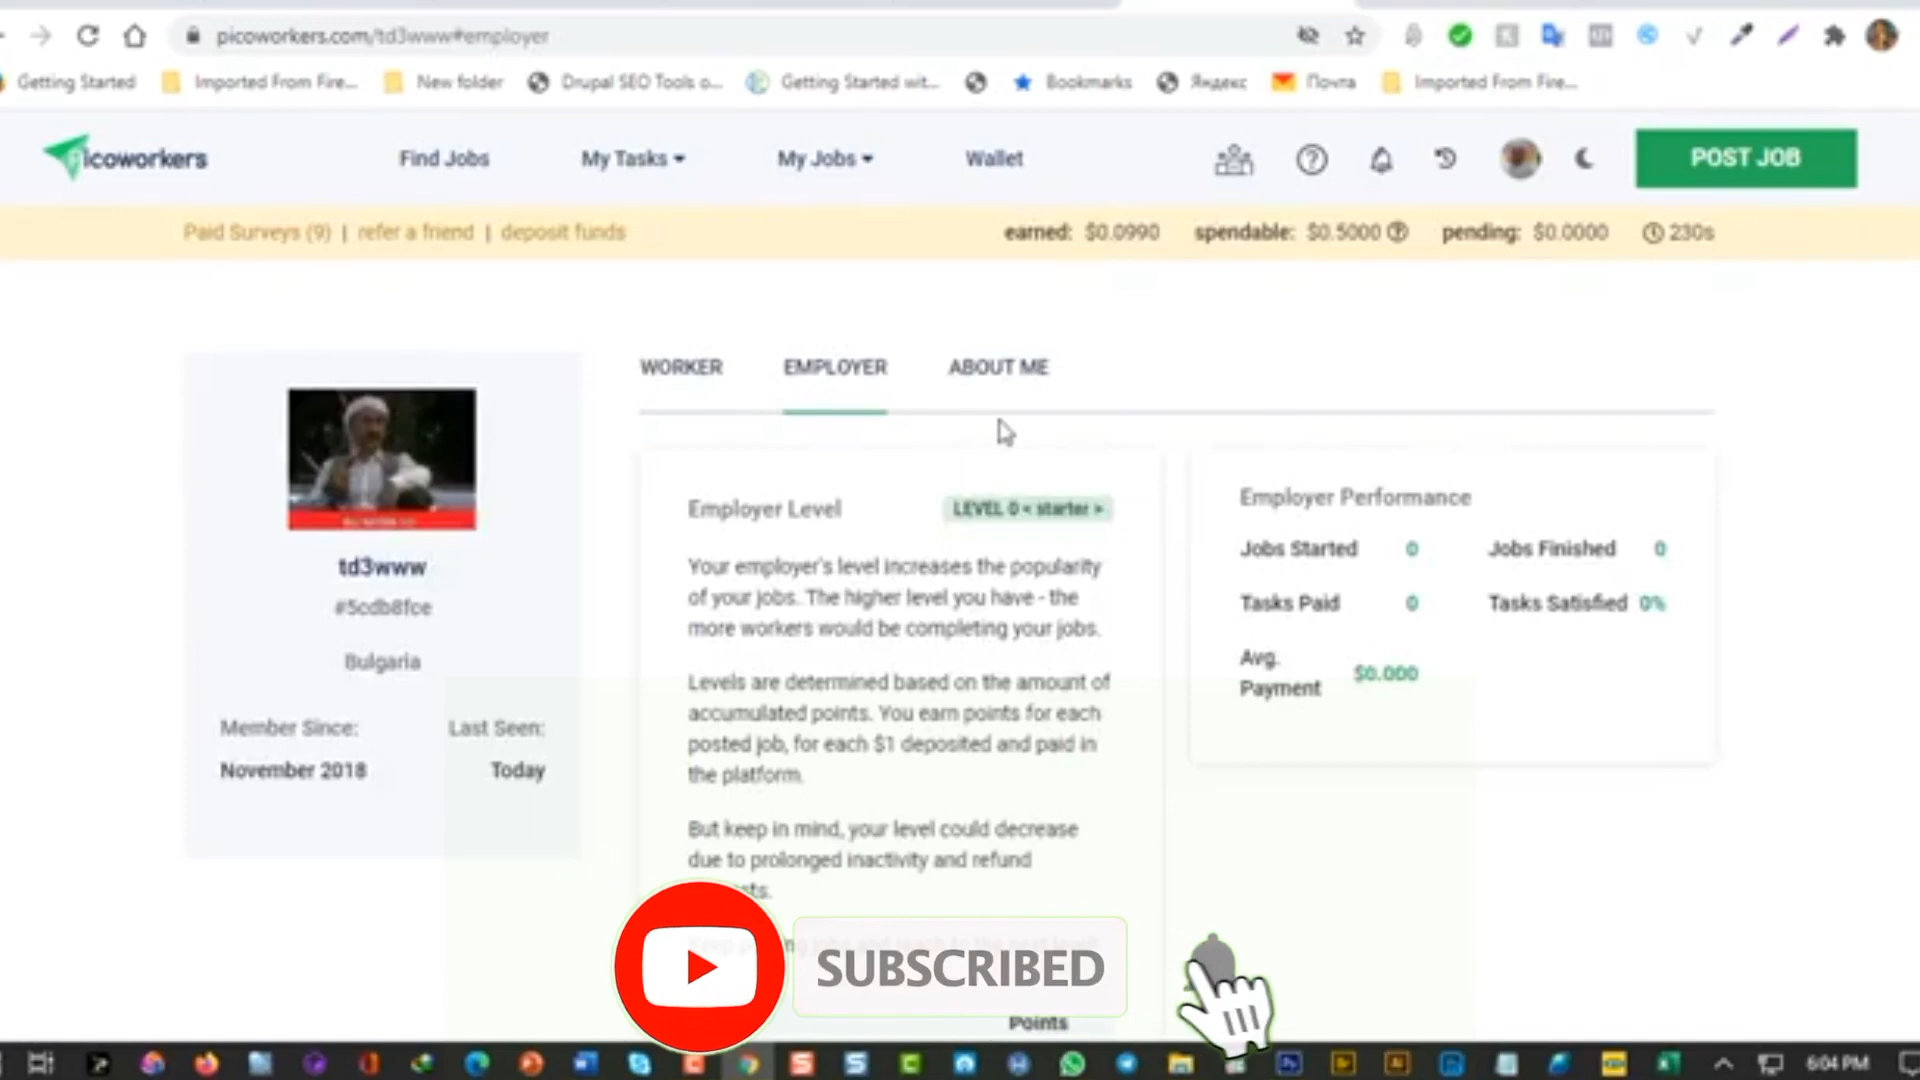 picoworkers.com/td3www#employer
Getting Started
Imported From Fire...
New folder
Drupal SEO Tools o...
Getting Started wit...
Bookmarks
Яндекс
Почта
Imported From Fire...
picoworkers
Find Jobs
My Tasks
My Jobs
Wallet
POST JOB
Paid Surveys (9) | refer a friend | deposit funds
earned: $0.0990
spendable: $0.5000
pending: $0.0000
230s
WORKER
EMPLOYER
ABOUT ME
td3www
#5cdb8fce
Bulgaria
Member Since:
Last Seen:
November 2018
Today
Employer Level
LEVEL 0 < starter >
Your employer's level increases the popularity
of your jobs. The higher level you have - the
more workers would be completing your jobs.
Levels are determined based on the amount of
accumulated points. You earn points for each
posted job, for each $1 deposited and paid in
the platform.
But keep in mind, your level could decrease
due to prolonged inactivity and refund
Points
Employer Performance
Jobs Started 0
Jobs Finished 0
Tasks Paid 0
Tasks Satisfied 0%
Avg.
Payment $0.000
SUBSCRIBED
6:04 PM